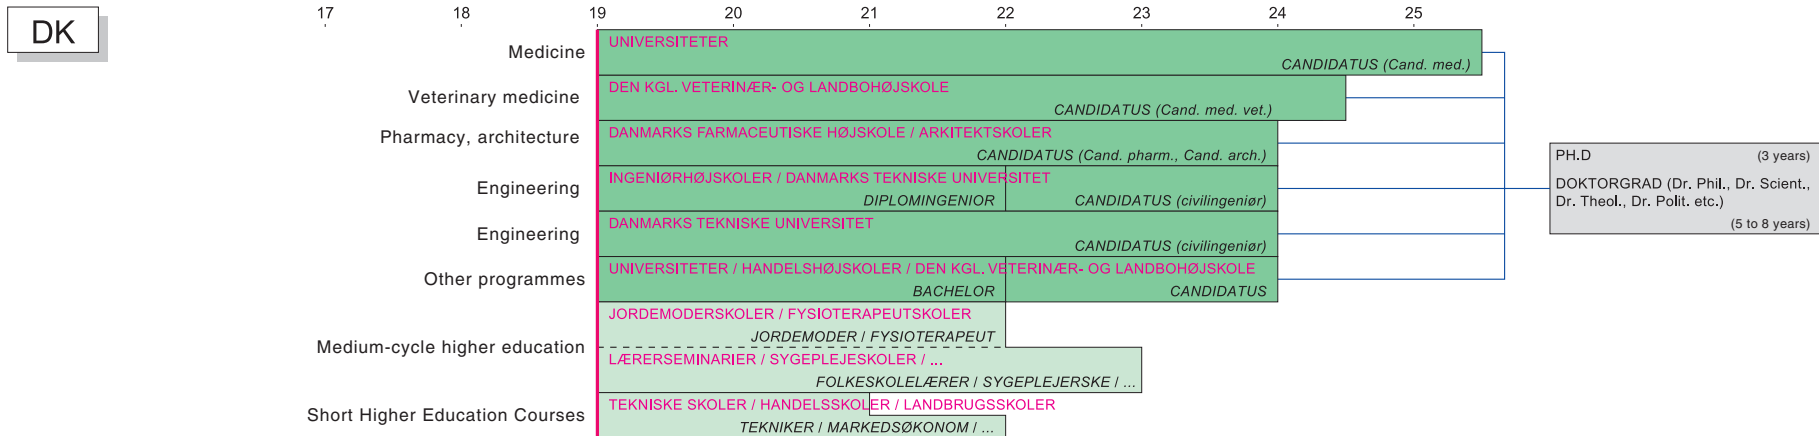 DK
17 18 19 20 21 22 23 24 25
Medicine
UNIVERSITETER
CANDIDATUS (Cand. med.)
Veterinary medicine
DEN KGL. VETERINÆR- OG LANDBOHØJSKOLE
CANDIDATUS (Cand. med. vet.)
Pharmacy, architecture
DANMARKS FARMACEUTISKE HØJSKOLE / ARKITEKTSKOLER
CANDIDATUS (Cand. pharm., Cand. arch.)
Engineering
INGENIØRHØJSKOLER / DANMARKS TEKNISKE UNIVERSITET
DIPLOMINGENIOR CANDIDATUS (civilingeniør)
Engineering
DANMARKS TEKNISKE UNIVERSITET
CANDIDATUS (civilingeniør)
Other programmes
UNIVERSITETER / HANDELSHØJSKOLER / DEN KGL. VETERINÆR- OG LANDBOHØJSKOLE
BACHELOR CANDIDATUS
Medium-cycle higher education
JORDEMODERSKOLER / FYSIOTERAPEUTSKOLER
JORDEMODER / FYSIOTERAPEUT
LÆRERSEMINARIER / SYGEPLEJESKOLER / ...
FOLKESKOLELÆRER / SYGEPLEJERSKE / ...
Short Higher Education Courses
TEKNISKE SKOLER / HANDELSSKOLER / LANDBRUGSSKOLER
TEKNIKER / MARKEDSØKONOM / ...
PH.D (3 years)
DOKTORGRAD (Dr. Phil., Dr. Scient.,
Dr. Theol., Dr. Polit. etc.)
(5 to 8 years)